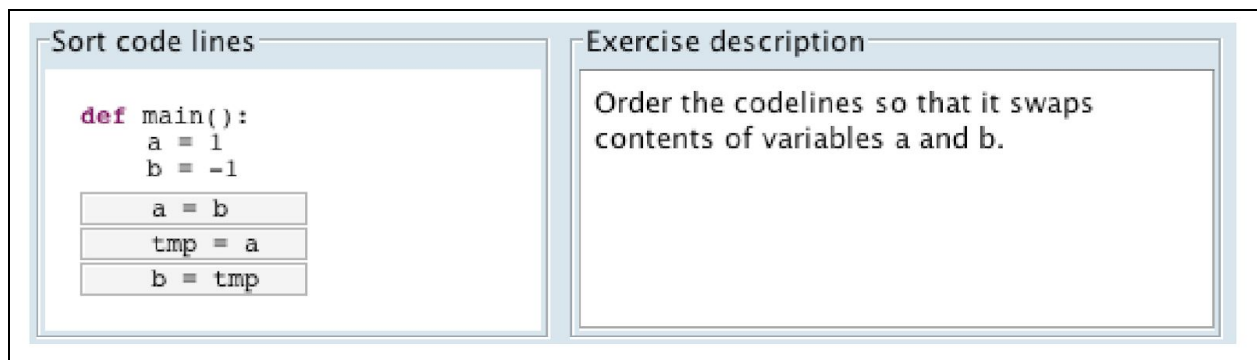 Sort code lines
def main():
a = 1
b = -1
a = b
tmp = a
b = tmp
Exercise description
Order the codelines so that it swaps
contents of variables a and b.